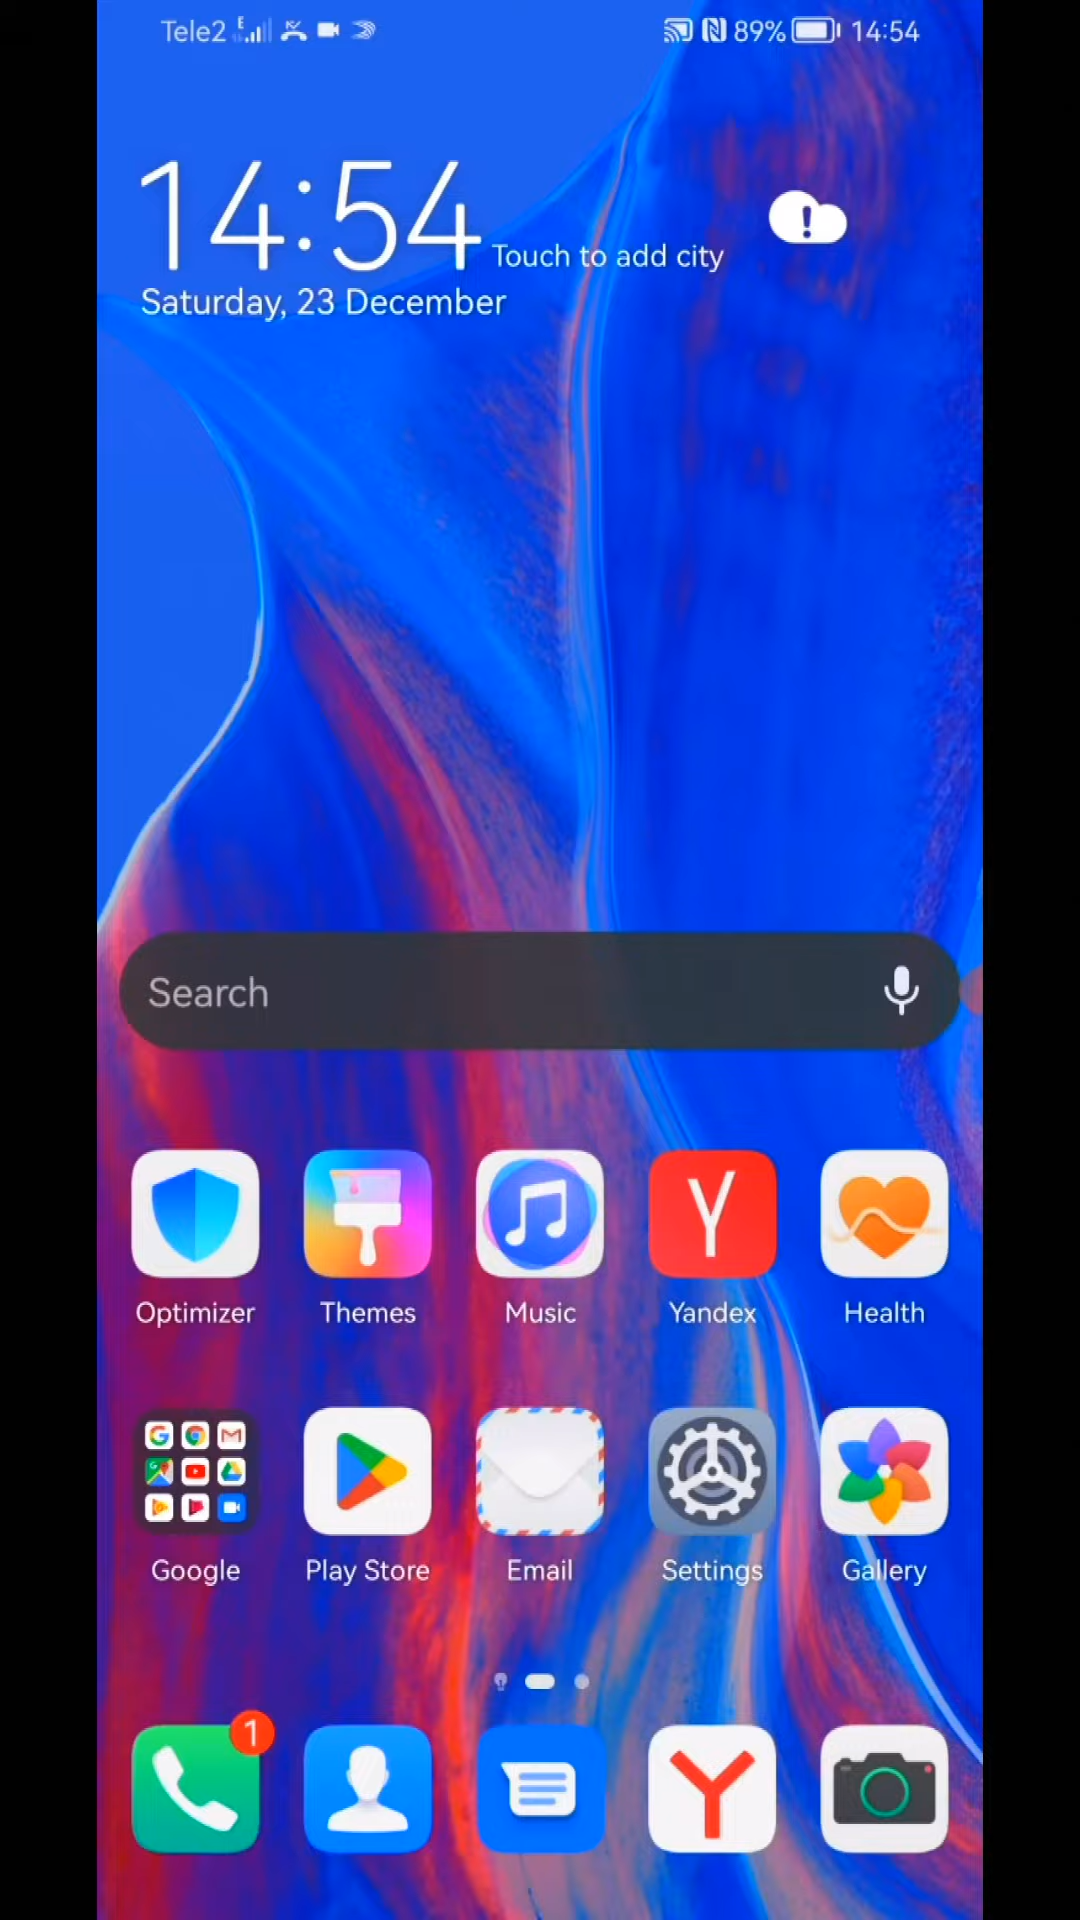 Tele2 E 89% 14:54
14:54 Touch to add city
Saturday, 23 December
Search
Optimizer Themes Music Yandex Health
Google Play Store Email Settings Gallery
1